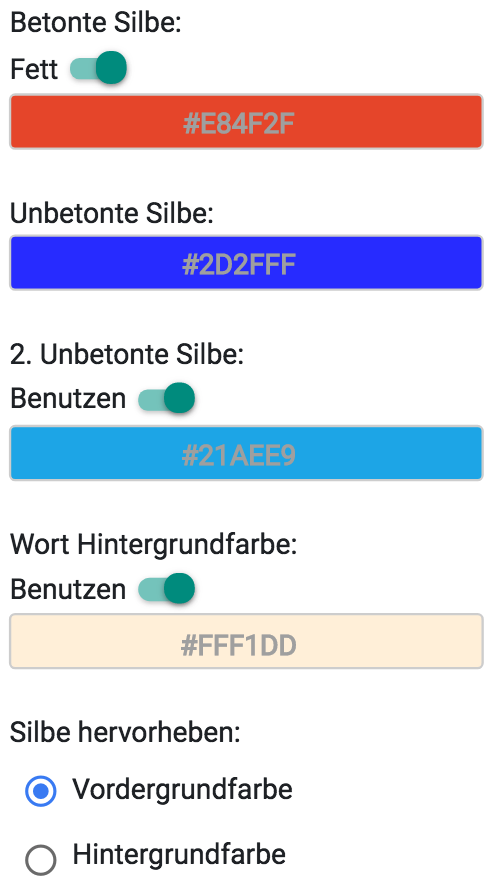 Betonte Silbe:
Fett
#E84F2F
Unbetonte Silbe:
#2D2FFF
2. Unbetonte Silbe:
Benutzen
#21AEE9
Wort Hintergrundfarbe:
Benutzen
#FFF1DD
Silbe hervorheben:
Vordergrundfarbe
Hintergrundfarbe